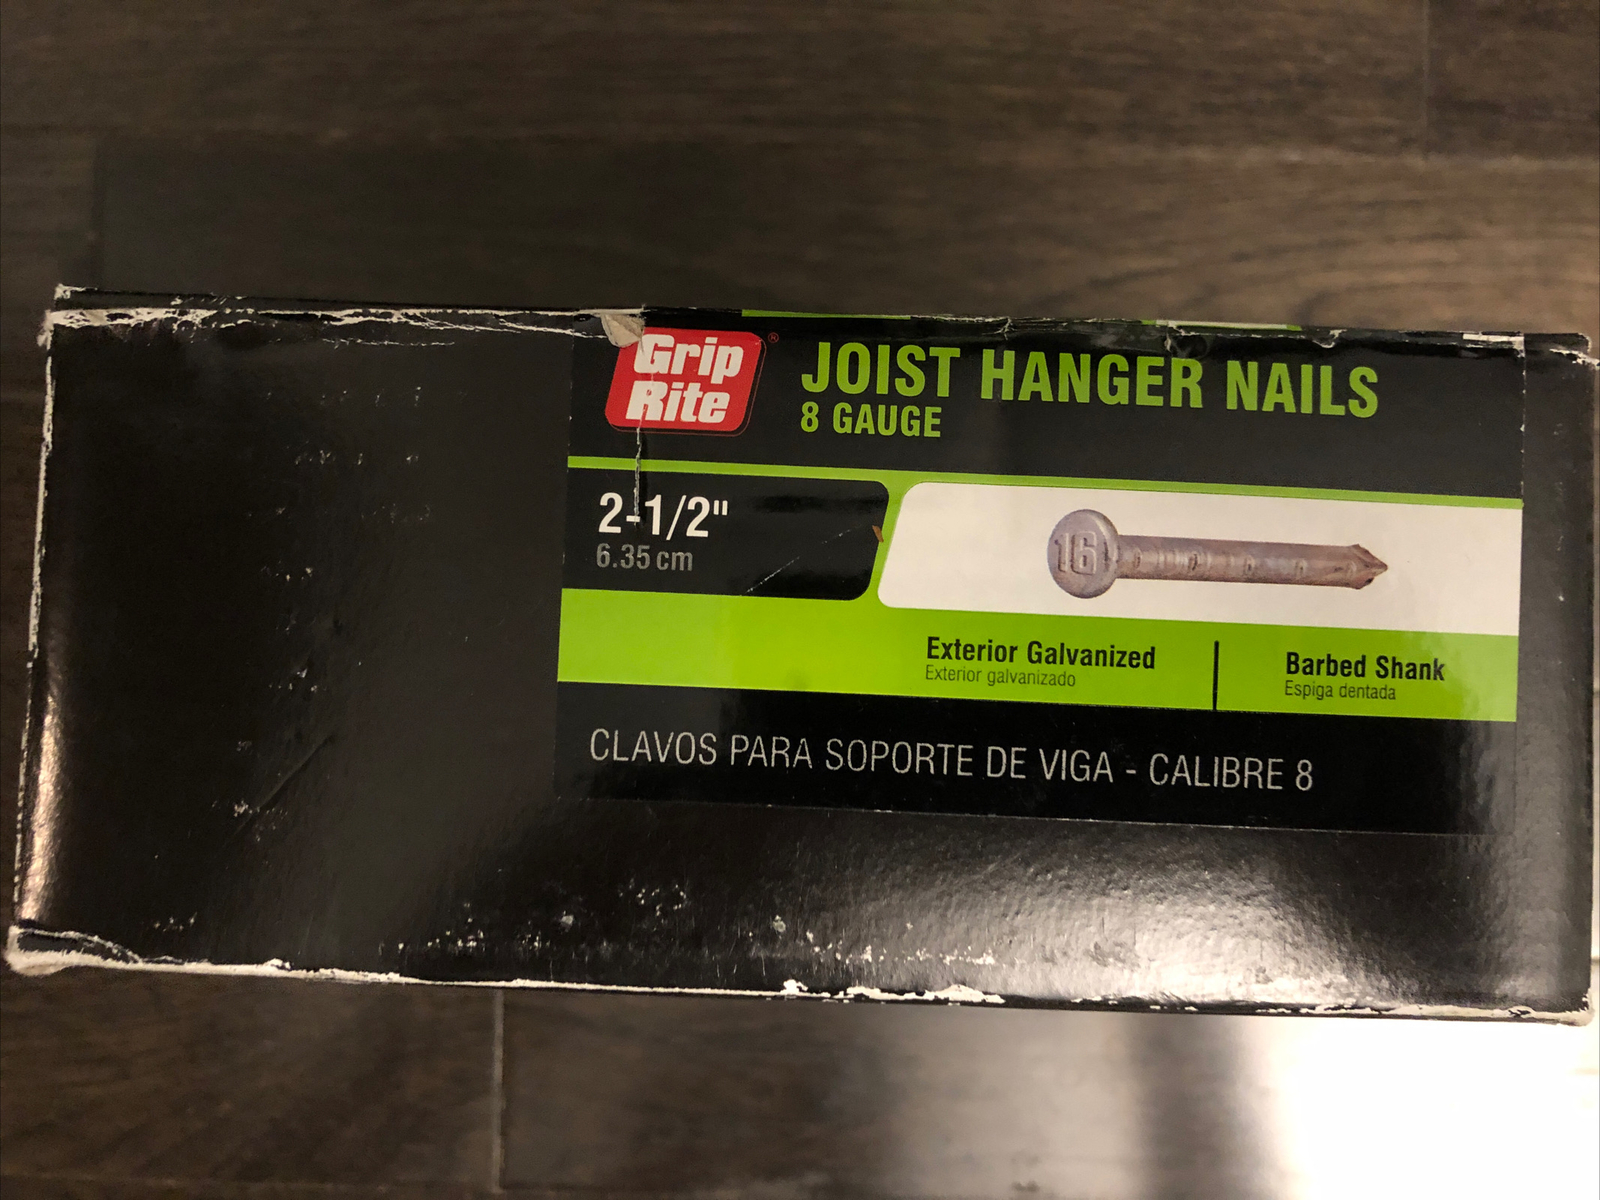 Grip
Rite®
JOIST HANGER NAILS
8 GAUGE
2-1/2"
6.35 cm
16
Exterior Galvanized
Exterior galvanizado
Barbed Shank
Espiga dentada
CLAVOS PARA SOPORTE DE VIGA - CALIBRE 8